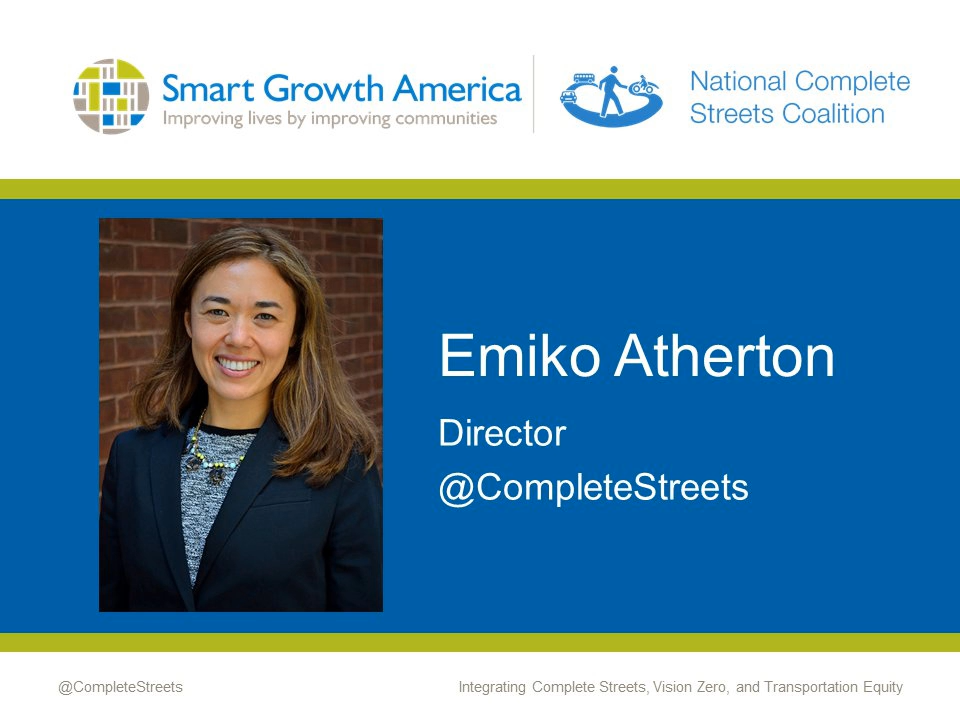 Smart Growth America
Improving lives by improving communities
National Complete
Streets Coalition
Emiko Atherton
Director
@CompleteStreets
@CompleteStreets
Integrating Complete Streets, Vision Zero, and Transportation Equity